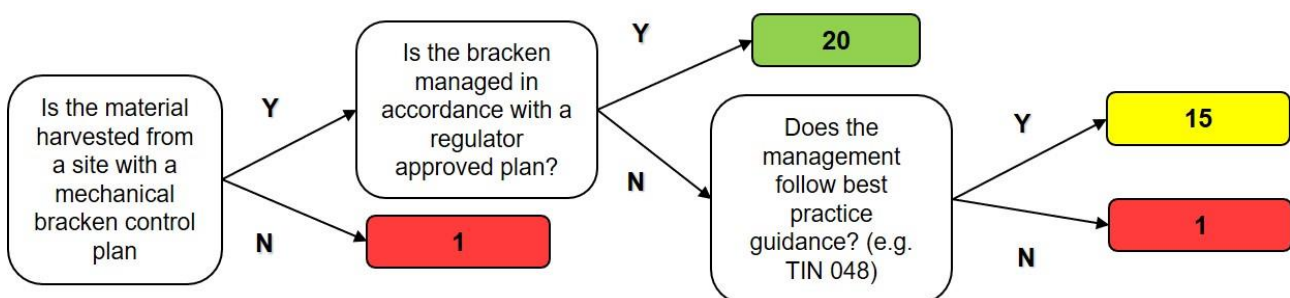 Is the material
harvested from
a site with a
mechanical
bracken control
plan
Y
N
Is the bracken
managed in
accordance with a
regulator
approved plan?
1
Y
N
20
Does the
management
follow best
practice
guidance? (e.g.
TIN 048)
Y
N
15
1